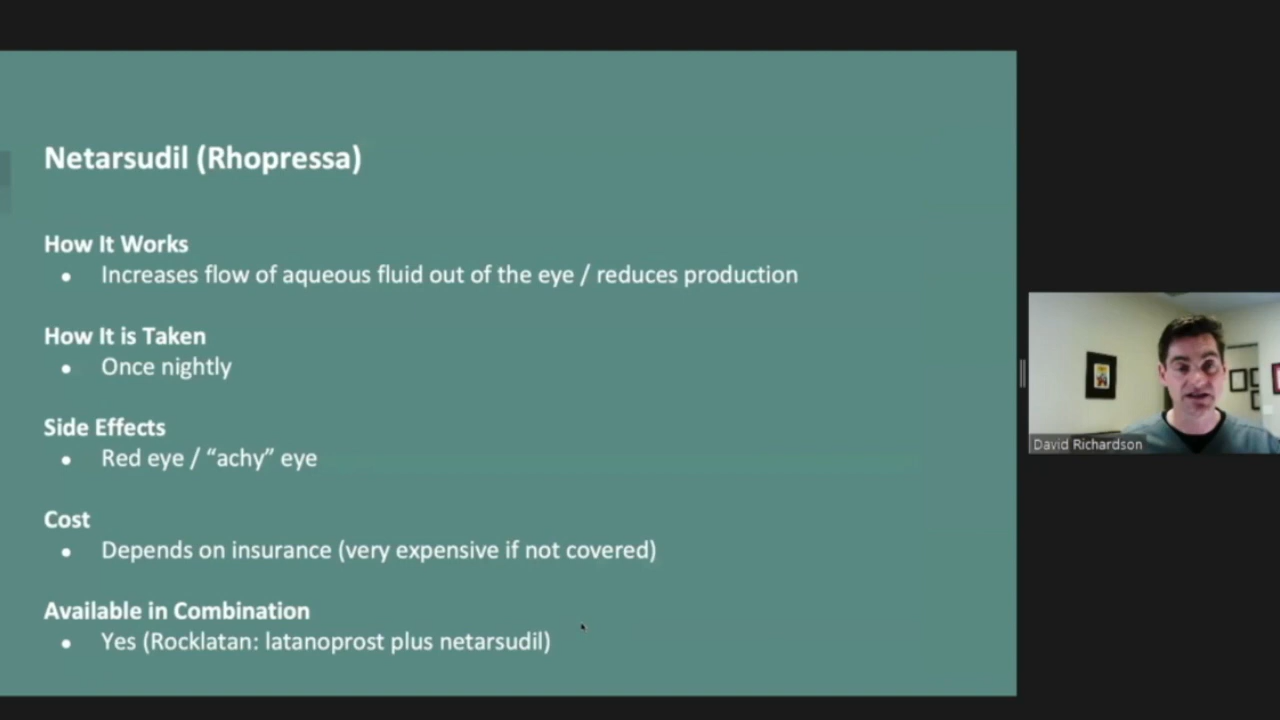 Netarsudil (Rhopressa)
How It Works
• Increases flow of aqueous fluid out of the eye / reduces production
How It is Taken
• Once nightly
Side Effects
• Red eye / “achy” eye
Cost
• Depends on insurance (very expensive if not covered)
Available in Combination
• Yes (Rocklatan: latanoprost plus netarsudil)
David Richardson